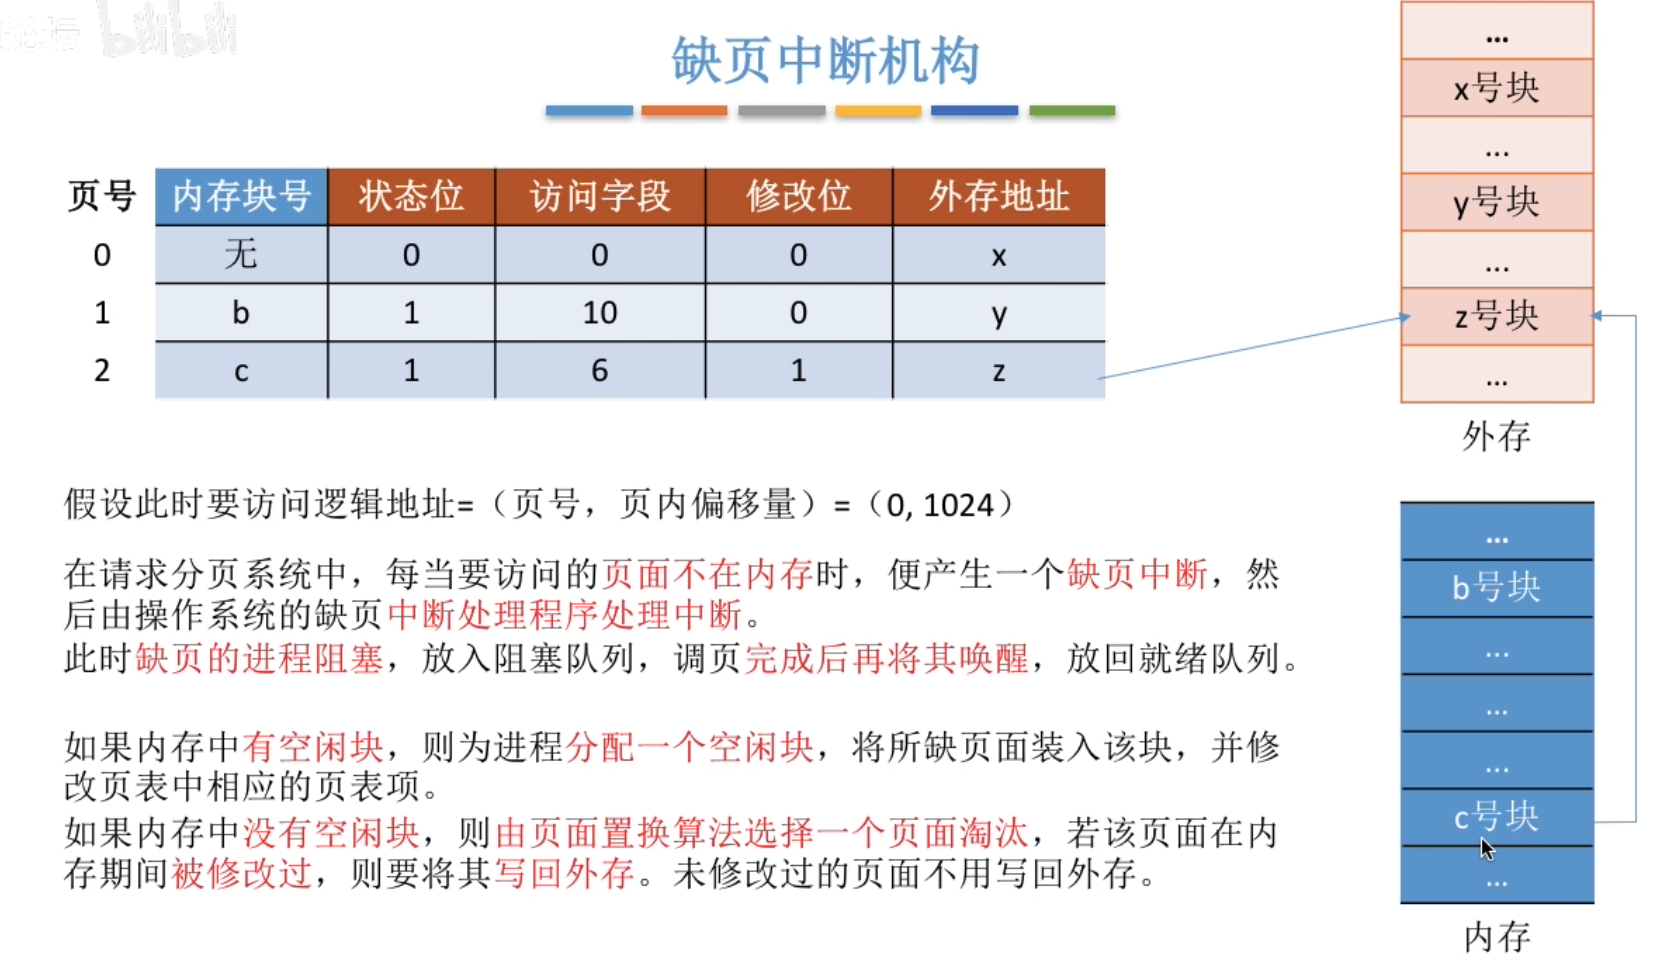 论坛 bilibili
缺页中断机构
页号 内存块号 状态位 访问字段 修改位 外存地址
0 无 0 0 0 x
1 b 1 10 0 y
2 c 1 6 1 z
假设此时要访问逻辑地址=（页号，页内偏移量）=（0, 1024）
在请求分页系统中，每当要访问的页面不在内存时，便产生一个缺页中断，然
后由操作系统的缺页中断处理程序处理中断。
此时缺页的进程阻塞，放入阻塞队列，调页完成后再将其唤醒，放回就绪队列。
如果内存中有空闲块，则为进程分配一个空闲块，将所缺页面装入该块，并修
改页表中相应的页表项。
如果内存中没有空闲块，则由页面置换算法选择一个页面淘汰，若该页面在内
存期间被修改过，则要将其写回外存。未修改过的页面不用写回外存。
...
x号块
...
y号块
...
z号块
...
外存
...
b号块
...
...
...
c号块
...
内存